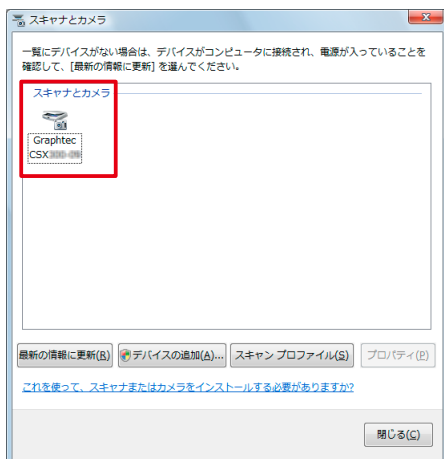 スキャナとカメラ
一覧にデバイスがない場合は、デバイスがコンピュータに接続され、電源が入っていることを
確認して、[最新の情報に更新] を選んでください。
スキャナとカメラ
Graphtec
CSX
最新の情報に更新(R)
デバイスの追加(A)...
スキャン プロファイル(S)
プロパティ(P)
これを使って、スキャナまたはカメラをインストールする必要がありますか?
閉じる(C)